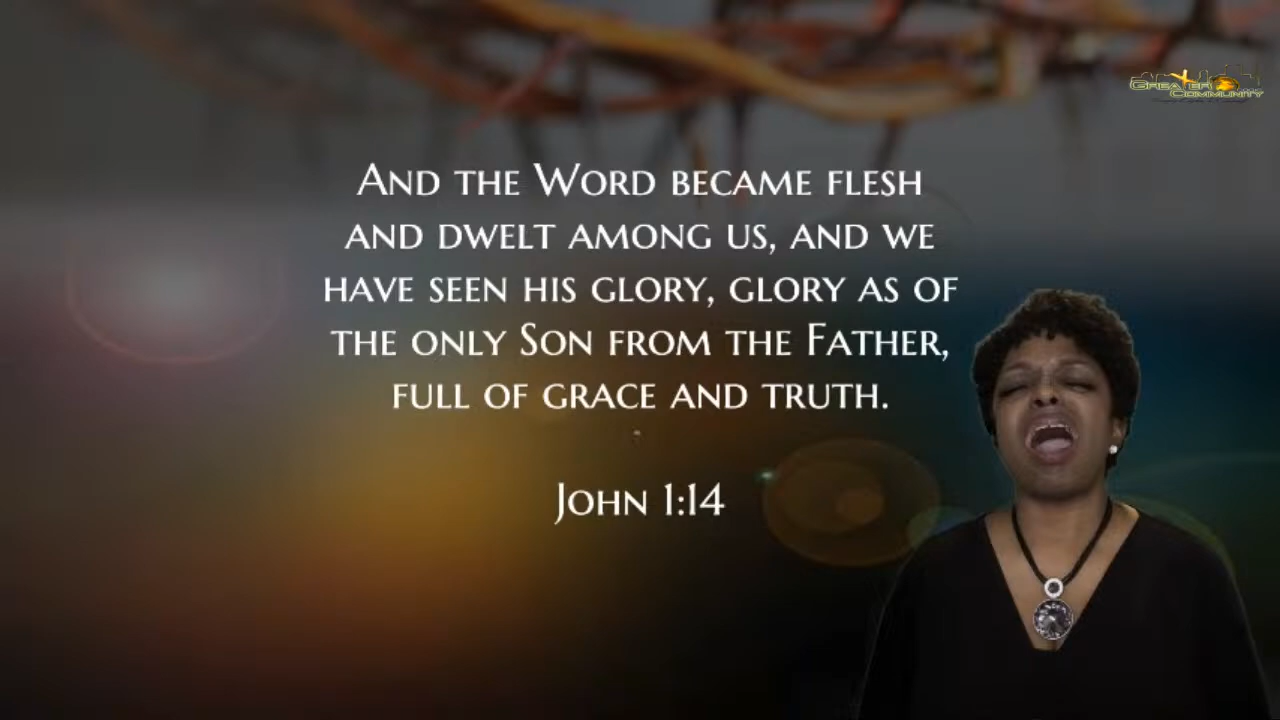 GREATER
COMMUNITY
And the Word became flesh
and dwelt among us, and we
have seen his glory, glory as of
the only Son from the Father,
full of grace and truth.
John 1:14